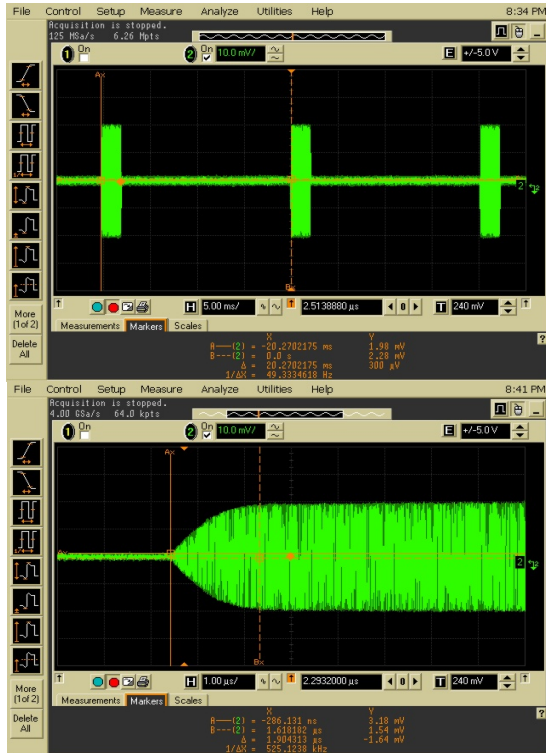 File Control Setup Measure Analyze Utilities Help 8:34 PM
Acquisition is stopped.
125 MSa/s 6.26 Mpts
1 On 2 On 10.0 mV/ E +/-5.0 V
Ax
2
Bx
More
(1 of 2)
Delete
All
H 5.00 ms/ 2.5138880 µs 0 T 240 mV
Measurements Markers Scales
?
X Y
A——(2) = -20.2702175 ms 1.98 mV
B---(2) = 0.0 s 2.28 mV
Δ = 20.2702175 ms 300 µV
1/ΔX = 49.3334618 Hz
File Control Setup Measure Analyze Utilities Help 8:41 PM
Acquisition is stopped.
4.00 GSa/s 64.0 kpts
1 On 2 On 10.0 mV/ E +/-5.0 V
Ax
2
Bx
More
(1 of 2)
Delete
All
H 1.00 µs/ 2.2932000 µs 0 T 240 mV
Measurements Markers Scales
?
X Y
A——(2) = -286.131 ns 3.18 mV
B---(2) = 1.618182 µs 1.54 mV
Δ = 1.904313 µs -1.64 mV
1/ΔX = 525.1238 kHz